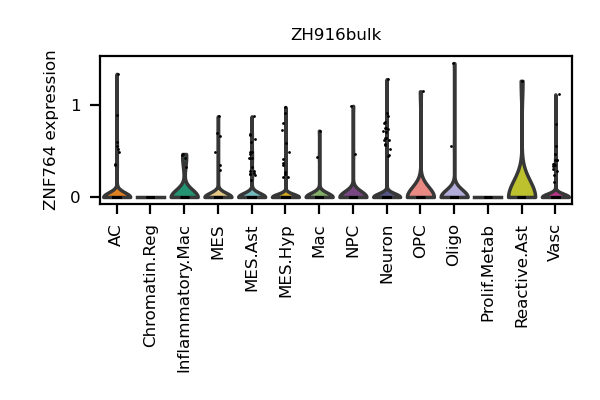 ZH916bulk
ZNF764 expression
1
0
AC
Chromatin.Reg
Inflammatory.Mac
MES
MES.Ast
MES.Hyp
Mac
NPC
Neuron
OPC
Oligo
Prolif.Metab
Reactive.Ast
Vasc